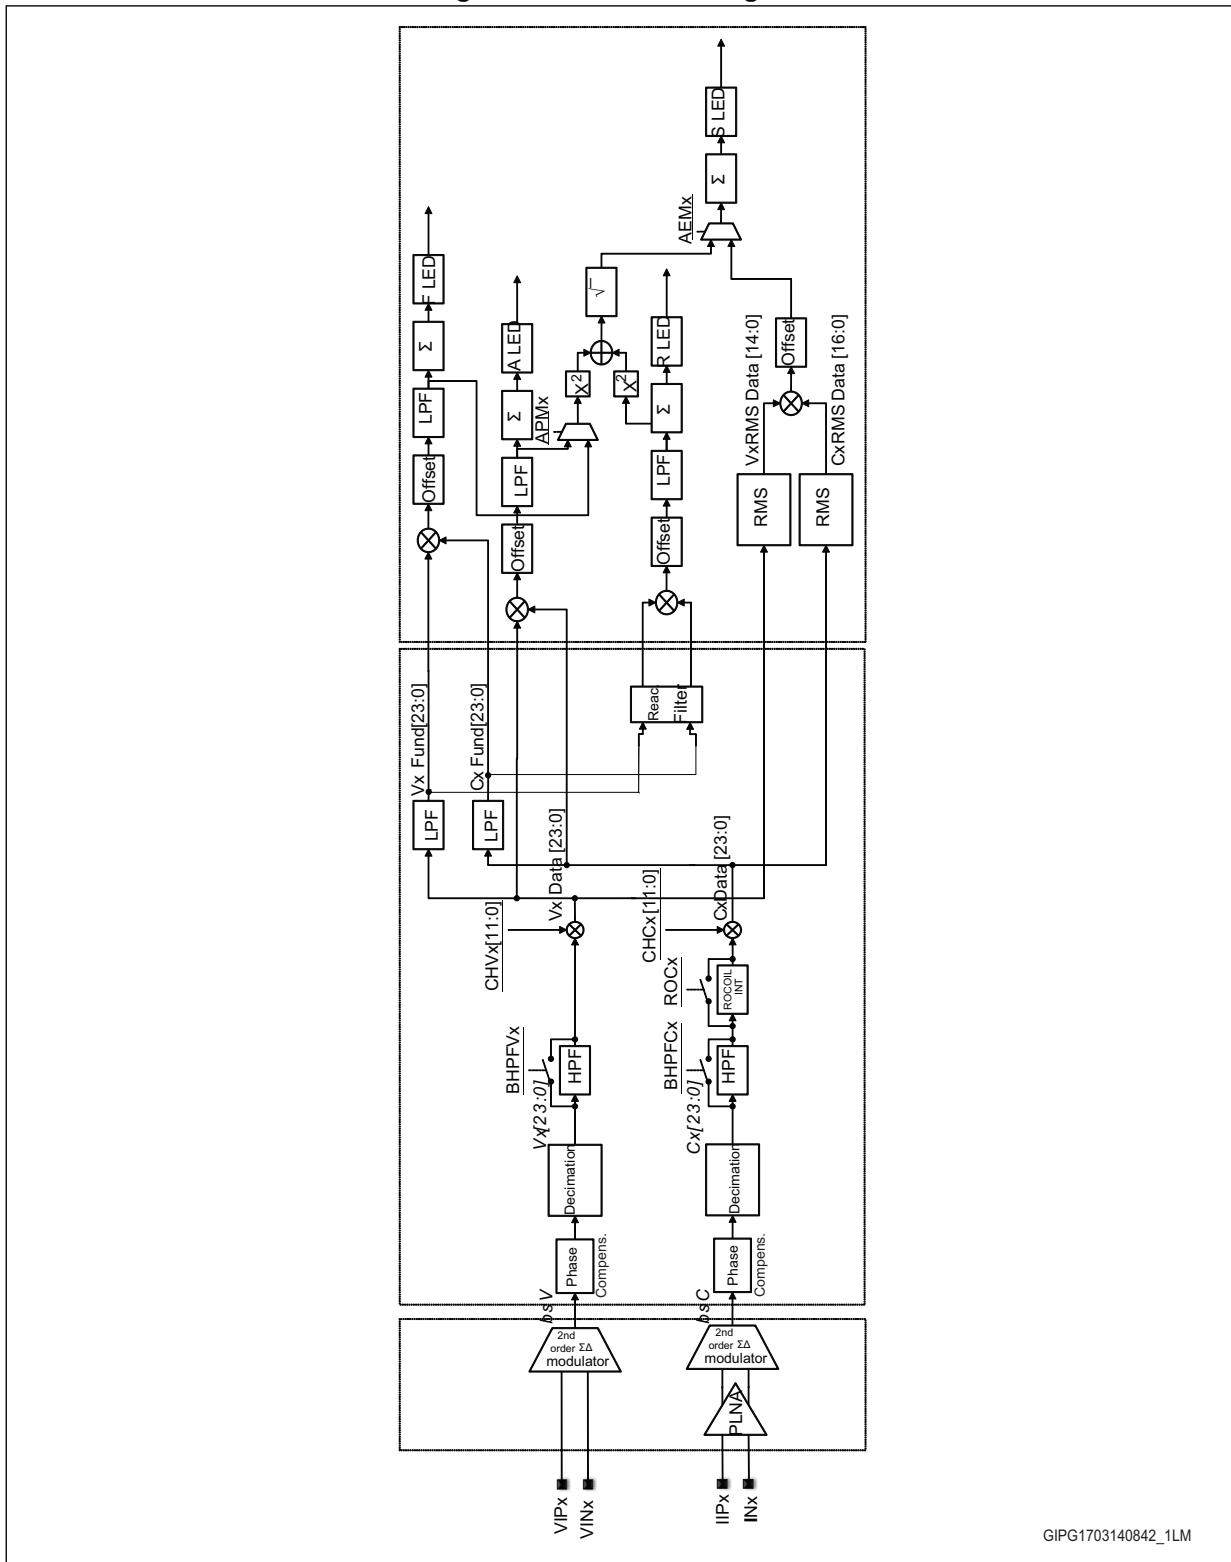 S LED
Σ
AEMx
F LED
Σ
LPF
Offset
A LED
Σ
APMx
LPF
Offset
√
X²
X²
R LED
Σ
LPF
Offset
Offset
VxRMS Data [14:0]
CxRMS Data [16:0]
RMS
RMS
Reac.
Filter
Vx Fund[23:0]
Cx Fund[23:0]
LPF
LPF
Vx Data [23:0]
CxData [23:0]
CHVx[11:0]
CHCx[11:0]
ROCx
ROCOIL
INT
BHPFVx
HPF
Vx[23:0]
BHPFCx
HPF
Cx[23:0]
Decimation
Decimation
Phase
Compens.
Phase
Compens.
bsV
bsC
2nd
order ΣΔ
modulator
2nd
order ΣΔ
modulator
PLNA
VIPx
VINx
IIPx
INx
GIPG1703140842_1LM